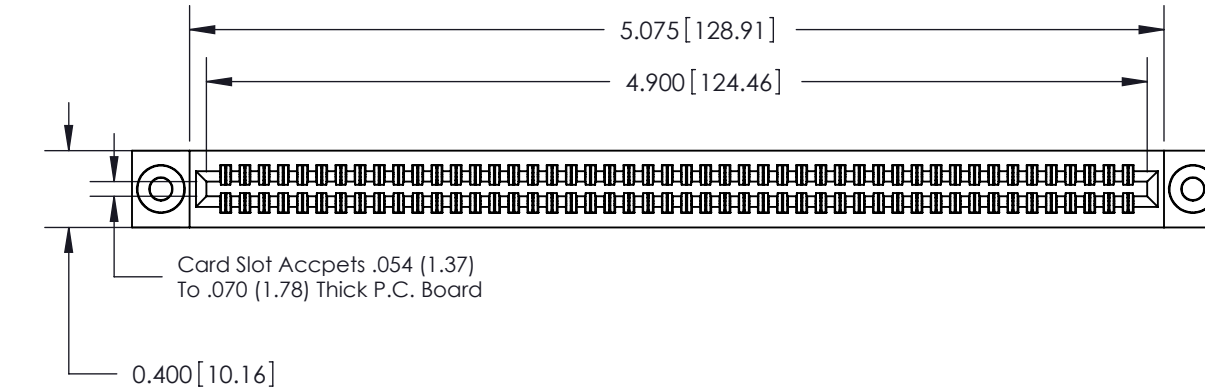 5.075[128.91]
4.900[124.46]
Card Slot Accpets .054 (1.37)
To .070 (1.78) Thick P.C. Board
0.400[10.16]